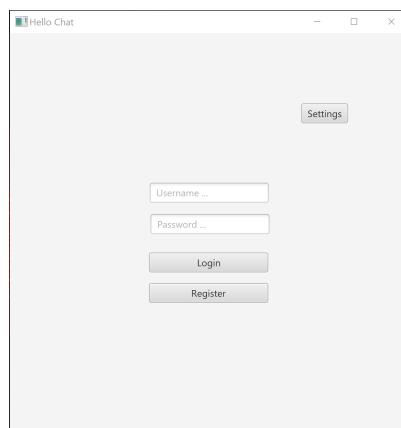 Hello Chat
Settings
Username ...
Password ...
Login
Register